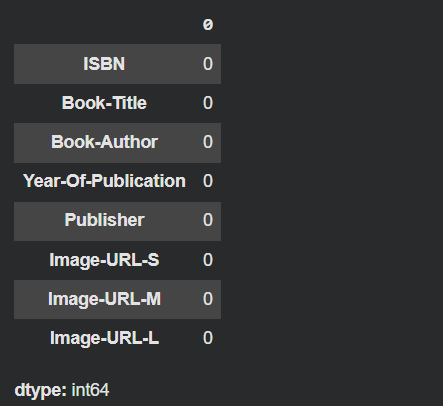 0
ISBN 0
Book-Title 0
Book-Author 0
Year-Of-Publication 0
Publisher 0
Image-URL-S 0
Image-URL-M 0
Image-URL-L 0
dtype: int64